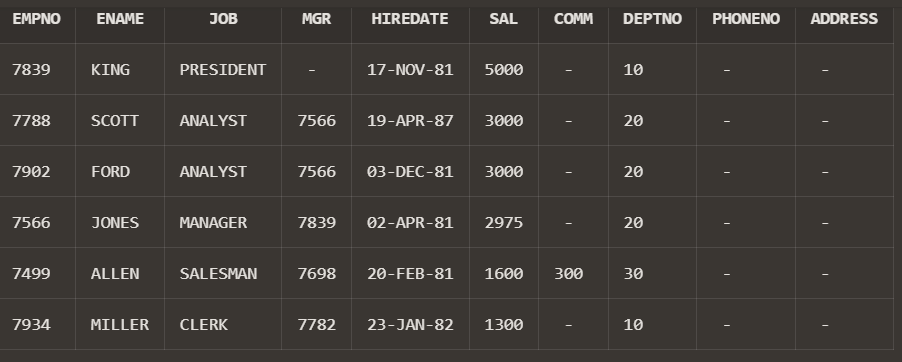 EMPNO ENAME JOB MGR HIREDATE SAL COMM DEPTNO PHONENO ADDRESS
7839 KING PRESIDENT - 17-NOV-81 5000 - 10 - -
7788 SCOTT ANALYST 7566 19-APR-87 3000 - 20 - -
7902 FORD ANALYST 7566 03-DEC-81 3000 - 20 - -
7566 JONES MANAGER 7839 02-APR-81 2975 - 20 - -
7499 ALLEN SALESMAN 7698 20-FEB-81 1600 300 30 - -
7934 MILLER CLERK 7782 23-JAN-82 1300 - 10 - -